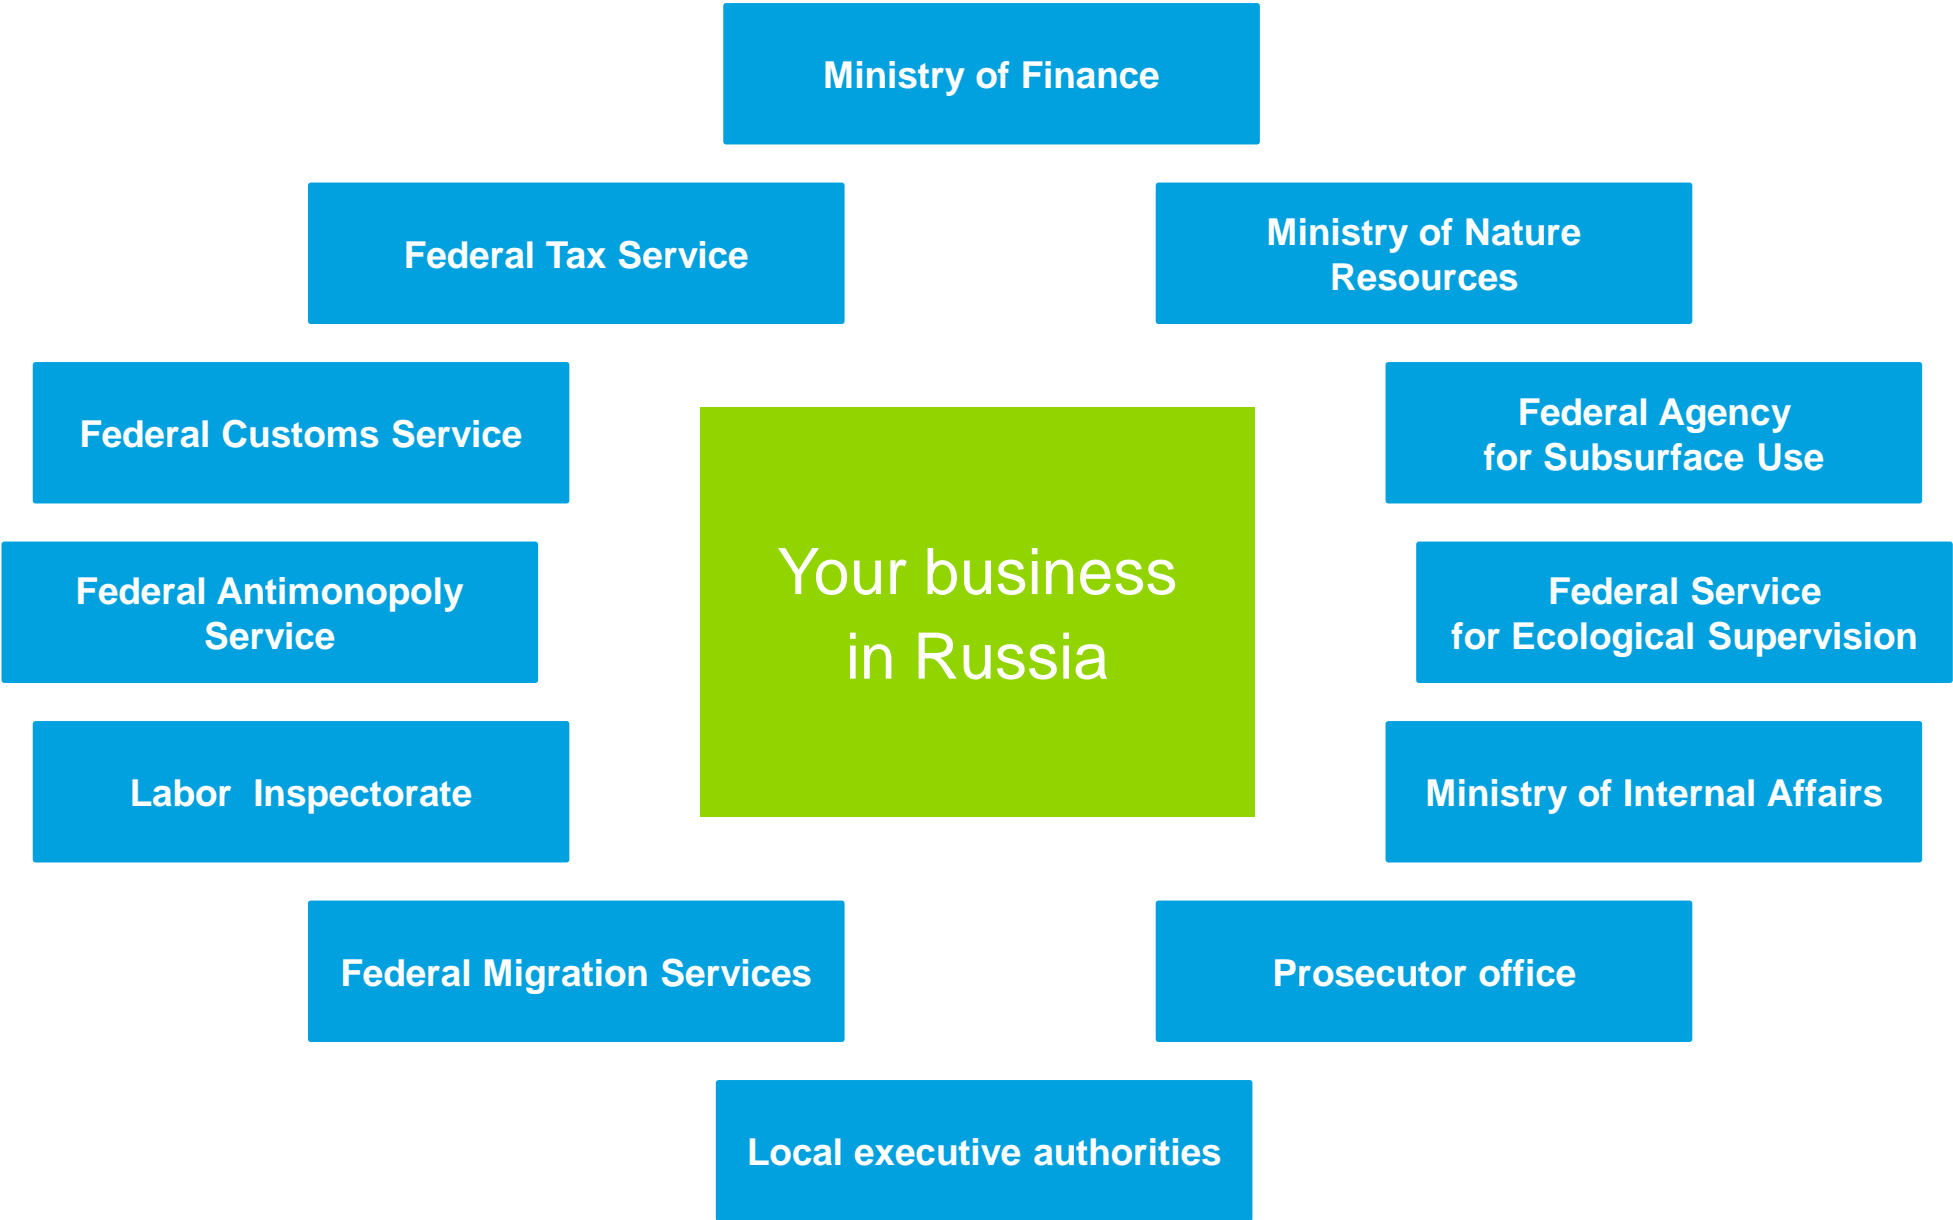 Ministry of Finance
Federal Tax Service
Ministry of Nature
Resources
Federal Customs Service
Federal Agency
for Subsurface Use
Your business
in Russia
Federal Antimonopoly
Service
Federal Service
for Ecological Supervision
Labor  Inspectorate
Ministry of Internal Affairs
Federal Migration Services
Prosecutor office
Local executive authorities